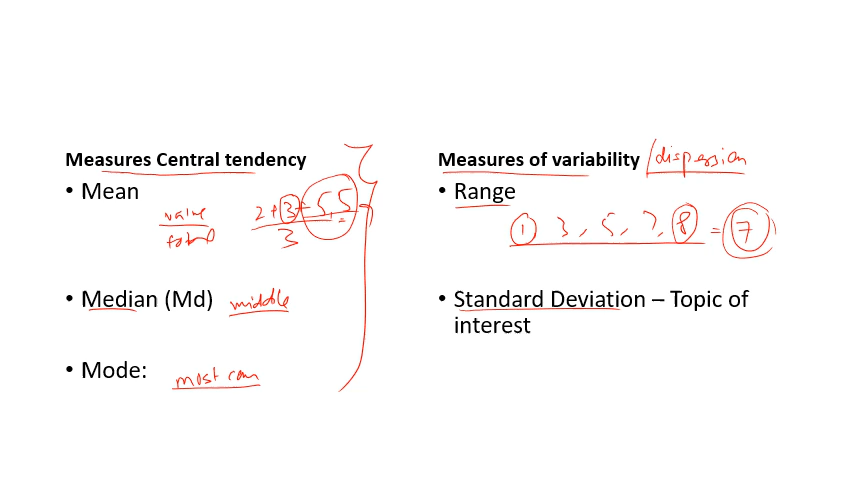 Measures Central tendency
• Mean
value
total
2 + 3 + 5, 5
3
• Median (Md) middle
• Mode: most com
Measures of variability /dispersion
• Range
1 3, 5, 7, 8 = 7
• Standard Deviation – Topic of
interest